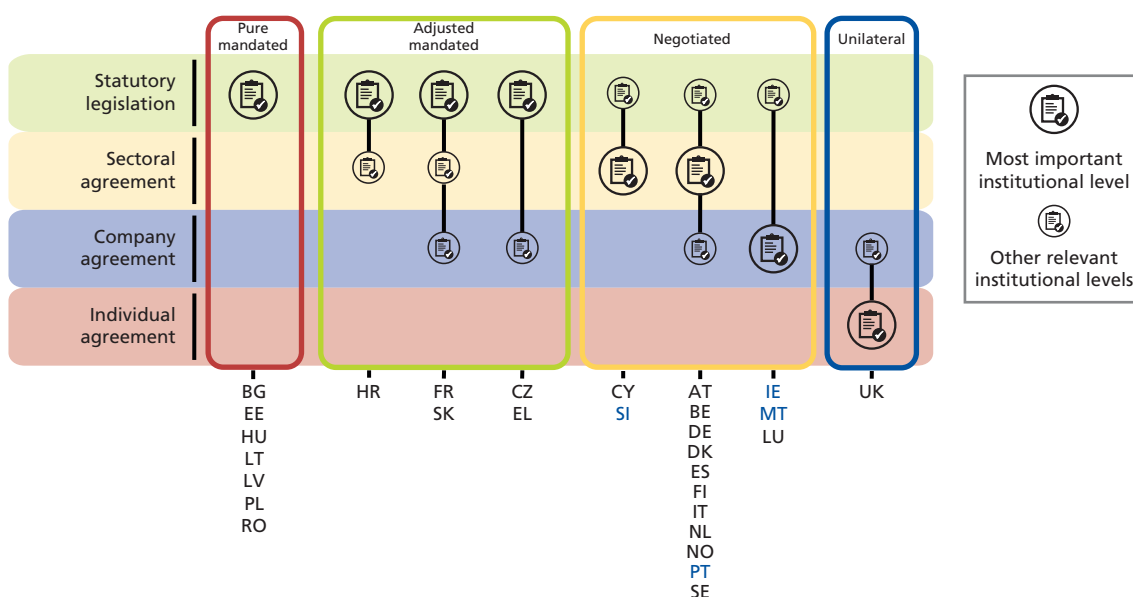 Pure
mandated
Adjusted
mandated
Negotiated
Unilateral
Statutory
legislation
Sectoral
agreement
Company
agreement
Individual
agreement
Most important
institutional level
Other relevant
institutional levels
BG
EE
HU
LT
LV
PL
RO
HR
FR
SK
CZ
EL
CY
SI
AT
BE
DE
DK
ES
FI
IT
NL
NO
PT
SE
IE
MT
LU
UK